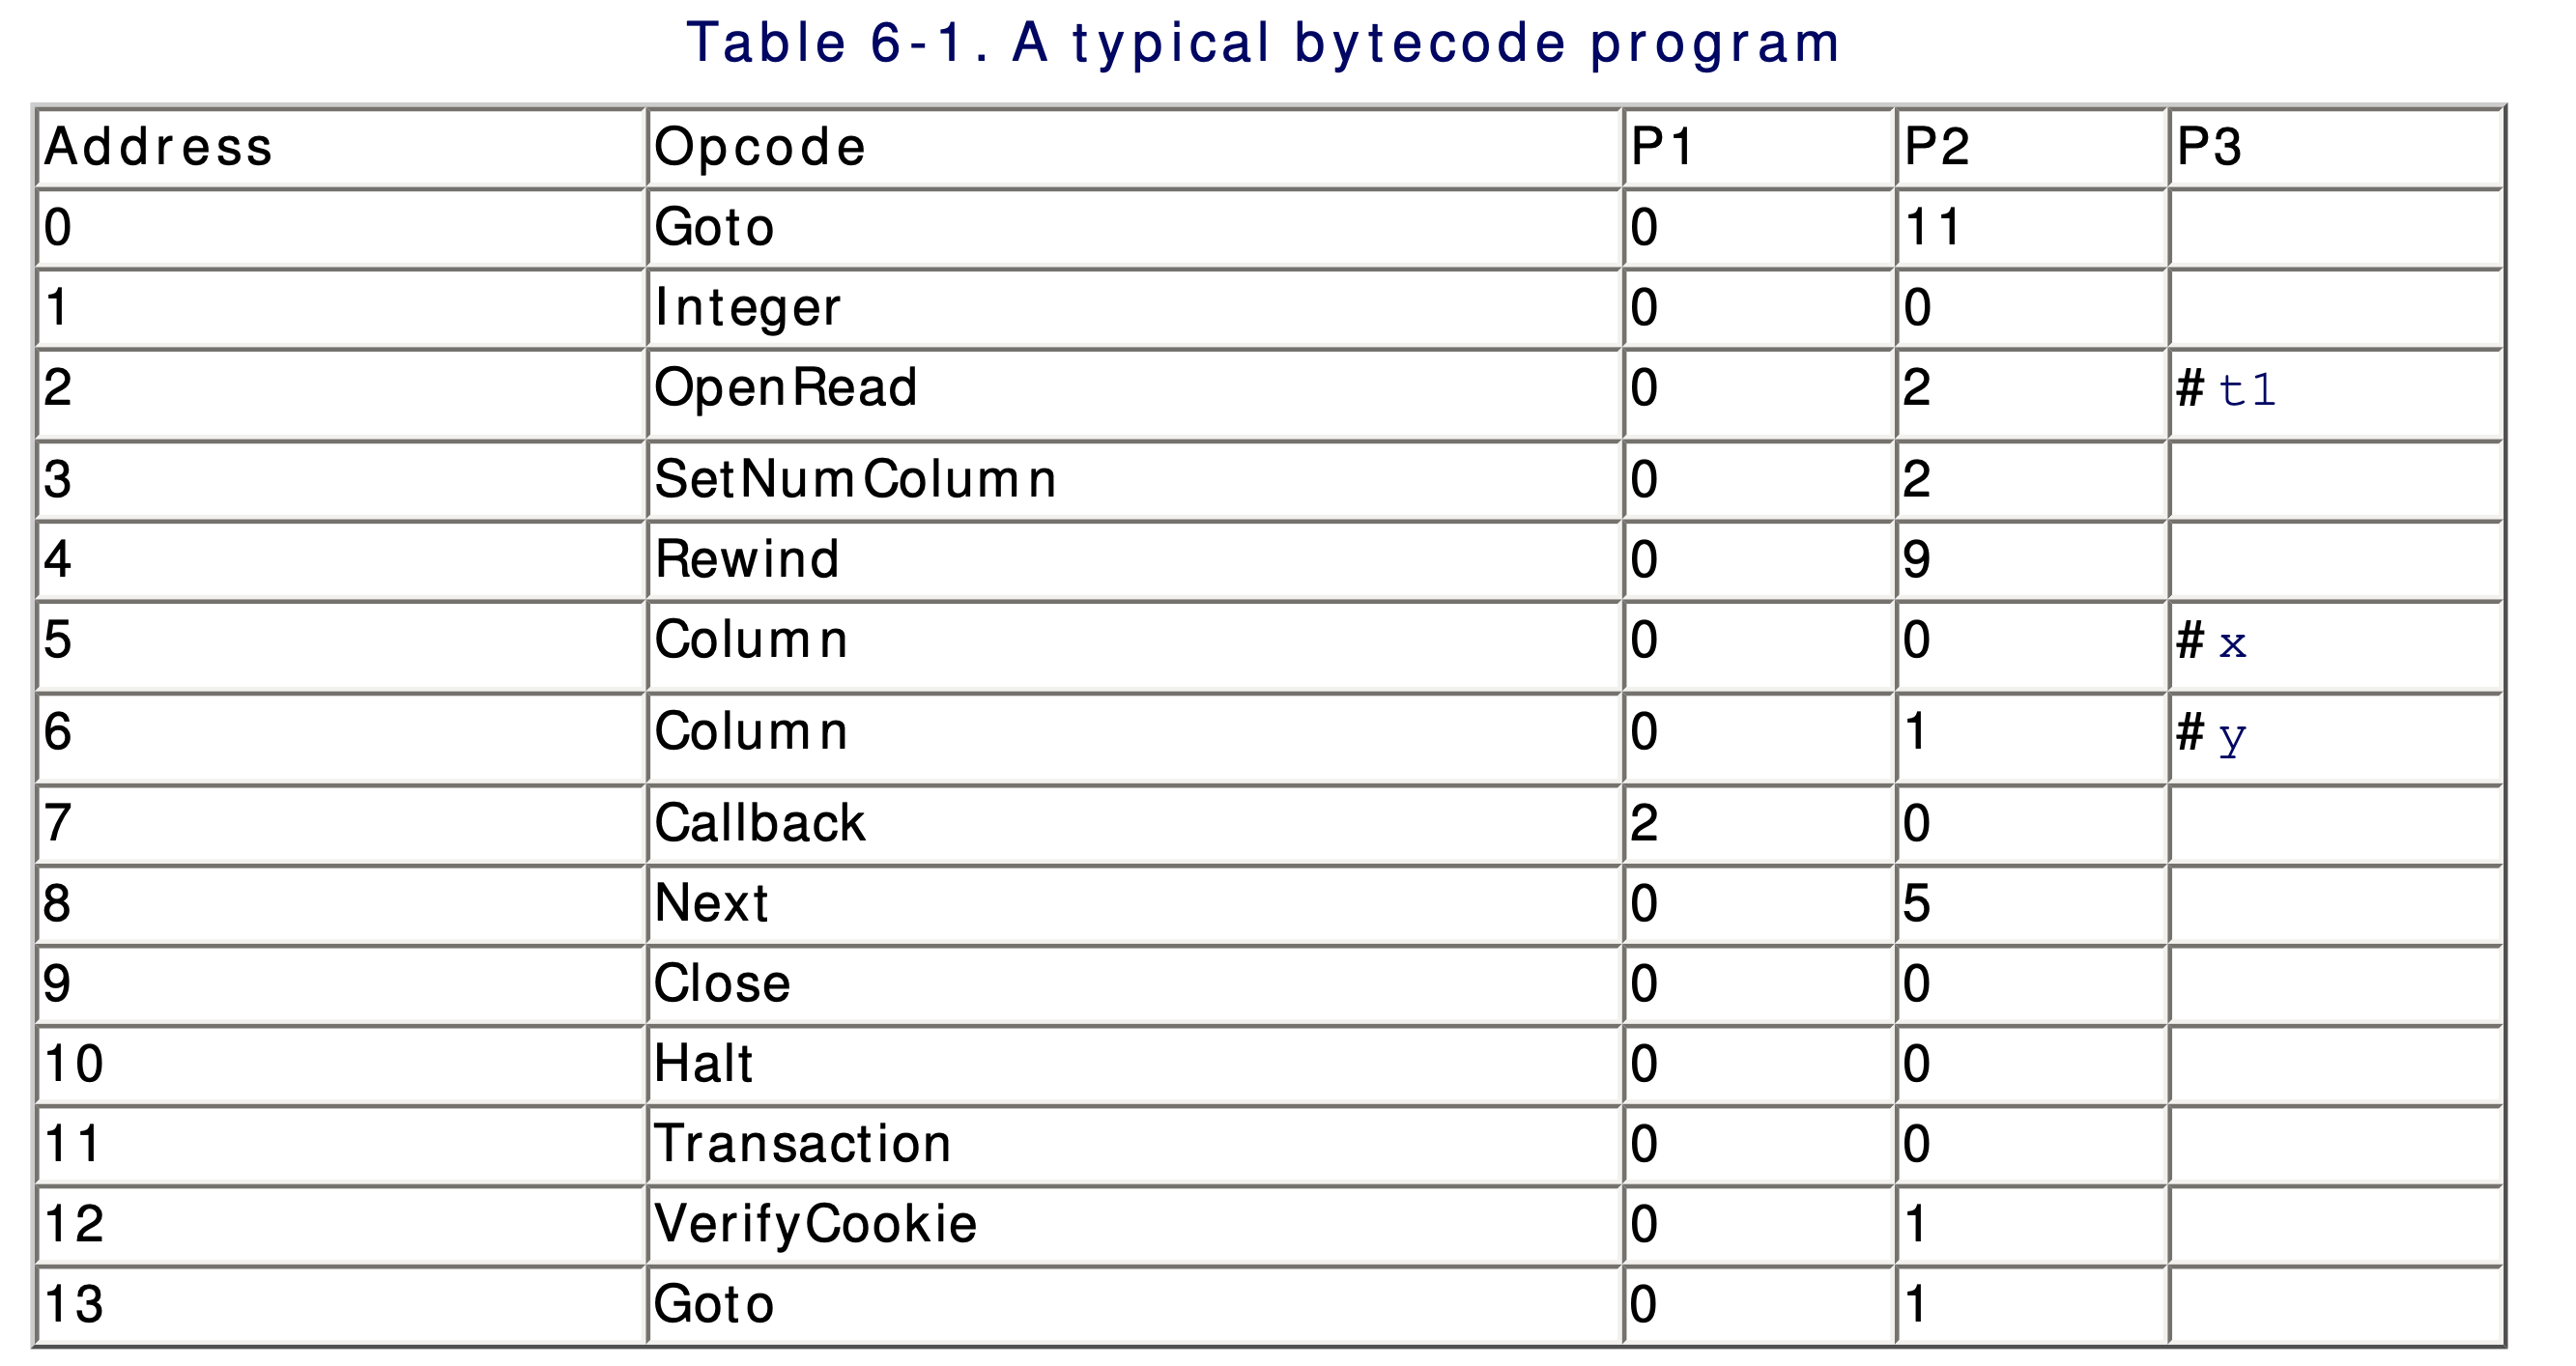 Table 6-1. A typical bytecode program
Address Opcode P1 P2 P3
0 Goto 0 11
1 Integer 0 0
2 OpenRead 0 2 # t1
3 SetNumColumn 0 2
4 Rewind 0 9
5 Column 0 0 # x
6 Column 0 1 # y
7 Callback 2 0
8 Next 0 5
9 Close 0 0
10 Halt 0 0
11 Transaction 0 0
12 VerifyCookie 0 1
13 Goto 0 1